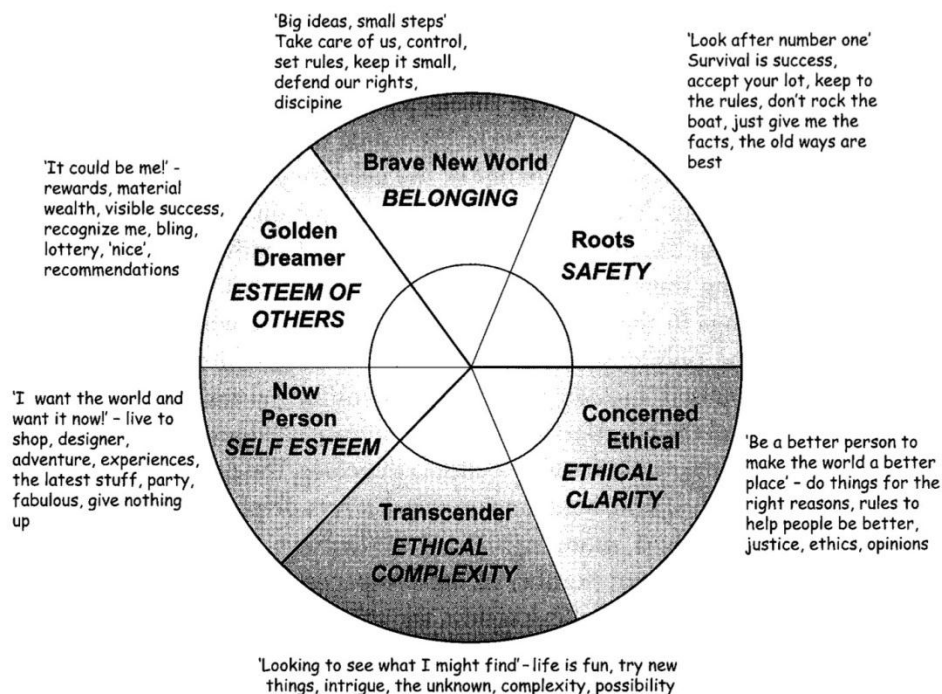 'Big ideas, small steps'
Take care of us, control,
set rules, keep it small,
defend our rights,
discipine
'Look after number one'
Survival is success,
accept your lot, keep to
the rules, don't rock the
boat, just give me the
facts, the old ways are
best
'It could be me!' -
rewards, material
wealth, visible success,
recognize me, bling,
lottery, 'nice',
recommendations
Brave New World
BELONGING
Golden
Dreamer
ESTEEM OF
OTHERS
Roots
SAFETY
'I want the world and
want it now!' – live to
shop, designer,
adventure, experiences,
the latest stuff, party,
fabulous, give nothing
up
Now
Person
SELF ESTEEM
Concerned
Ethical
ETHICAL
CLARITY
'Be a better person to
make the world a better
place' – do things for the
right reasons, rules to
help people be better,
justice, ethics, opinions
Transcender
ETHICAL
COMPLEXITY
'Looking to see what I might find' – life is fun, try new
things, intrigue, the unknown, complexity, possibility